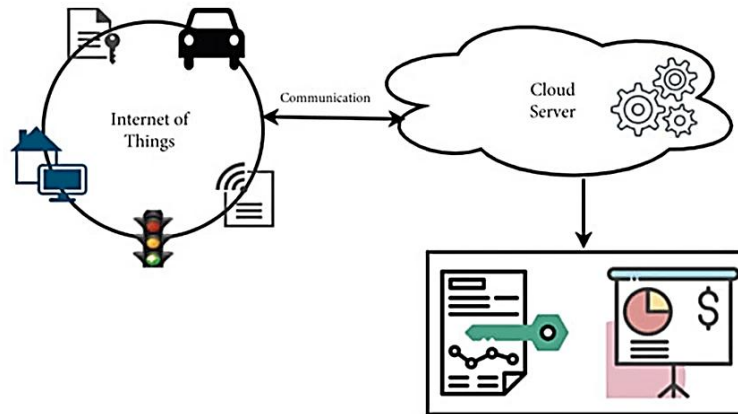 Internet of
Things
Communication
Cloud
Server
$